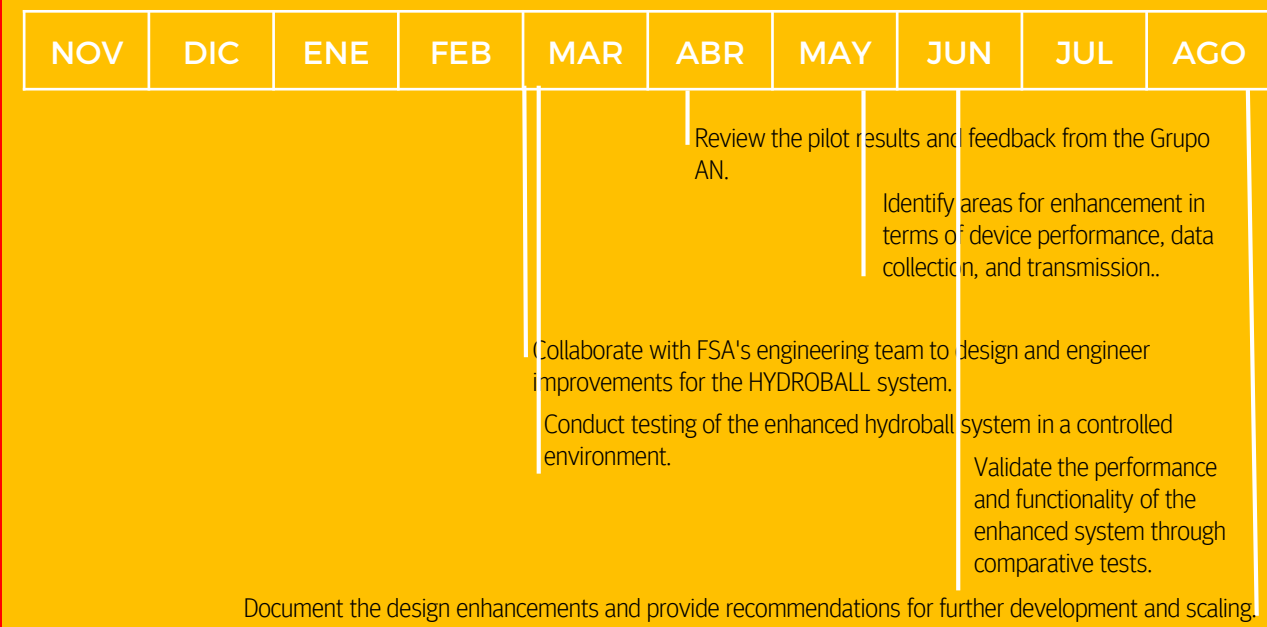 NOV DIC ENE FEB MAR ABR MAY JUN JUL AGO
Review the pilot results and feedback from the Grupo
AN.
Identify areas for enhancement in
terms of device performance, data
collection, and transmission..
Collaborate with FSA's engineering team to design and engineer
improvements for the HYDROBALL system.
Conduct testing of the enhanced hydroball system in a controlled
environment.
Validate the performance
and functionality of the
enhanced system through
comparative tests.
Document the design enhancements and provide recommendations for further development and scaling.